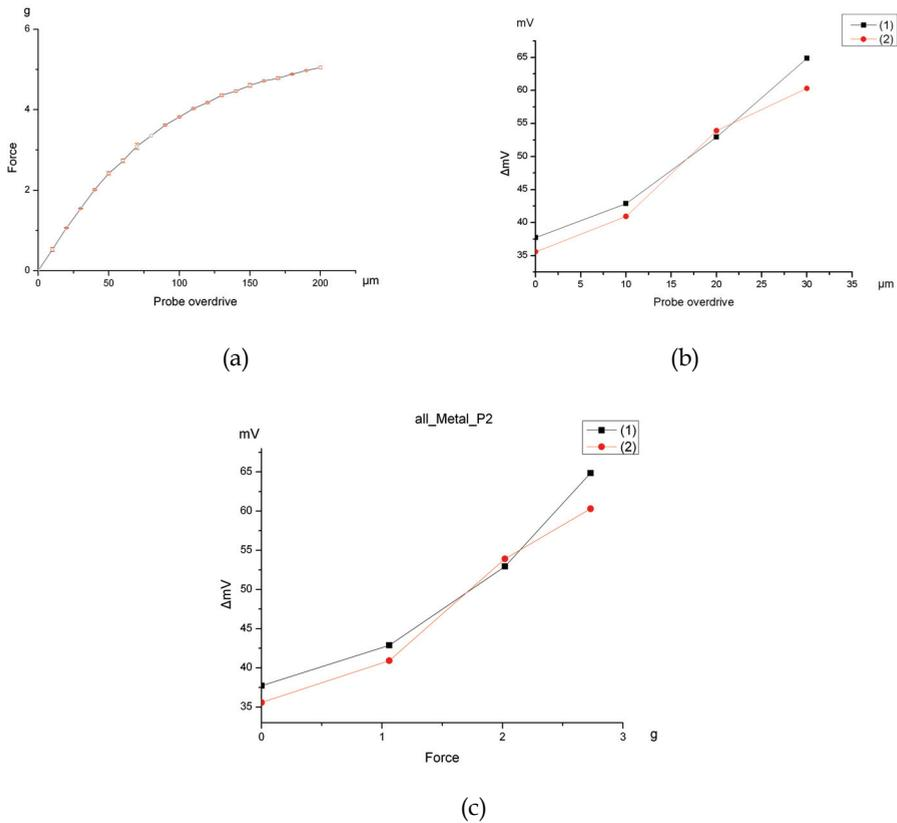 g
6
4
2
0
Force
0 50 100 150 200
µm
Probe overdrive
(a)
mV
(1)
(2)
65
60
55
50
45
40
35
ΔmV
0 5 10 15 20 25 30 35
µm
Probe overdrive
(b)
all_Metal_P2
mV
(1)
(2)
65
60
55
50
45
40
35
ΔmV
0 1 2 3
g
Force
(c)